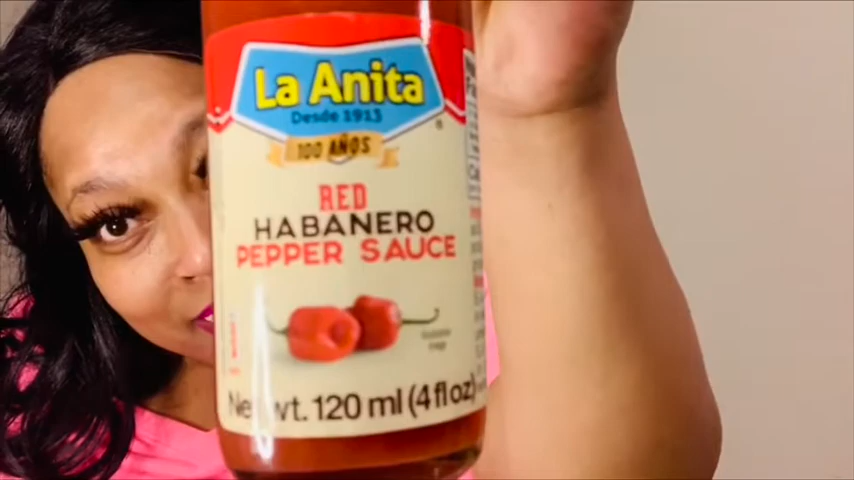 La Anita
Desde 1913
100 AÑOS
RED
HABANERO
PEPPER SAUCE
Net wt. 120 ml (4 fl oz)